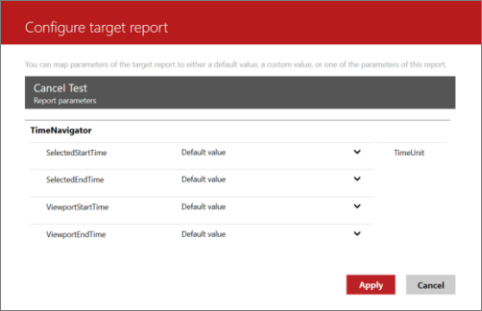 Configure target report
You can map parameters of the target report to either a default value, a custom value, or one of the parameters of this report.
Cancel Test
Report parameters
TimeNavigator
SelectedStartTime Default value TimeUnit
SelectedEndTime Default value
ViewportStartTime Default value
ViewportEndTime Default value
Apply Cancel